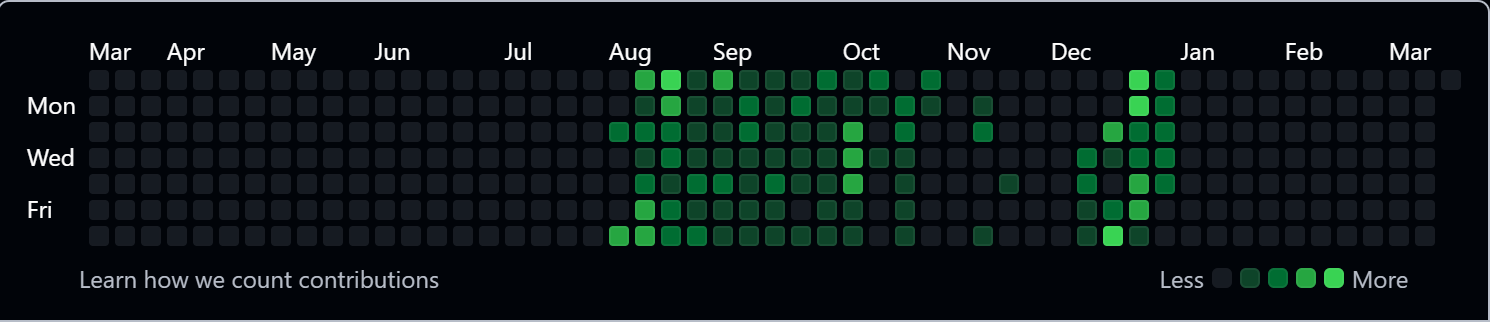 Mar Apr May Jun Jul Aug Sep Oct Nov Dec Jan Feb Mar
Mon
Wed
Fri
Learn how we count contributions
Less More